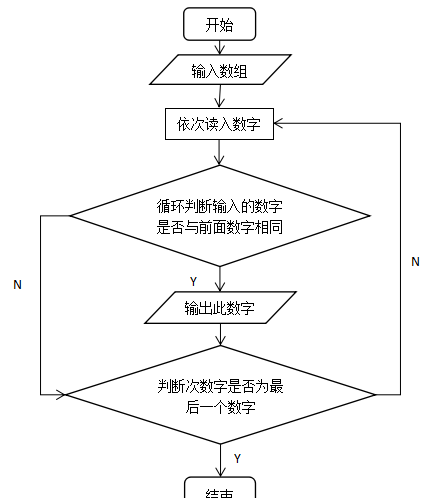 开始
输入数组
依次读入数字
循环判断输入的数字
是否与前面数字相同
N
N
Y
输出此数字
判断次数字是否为最
后一个数字
Y
结束